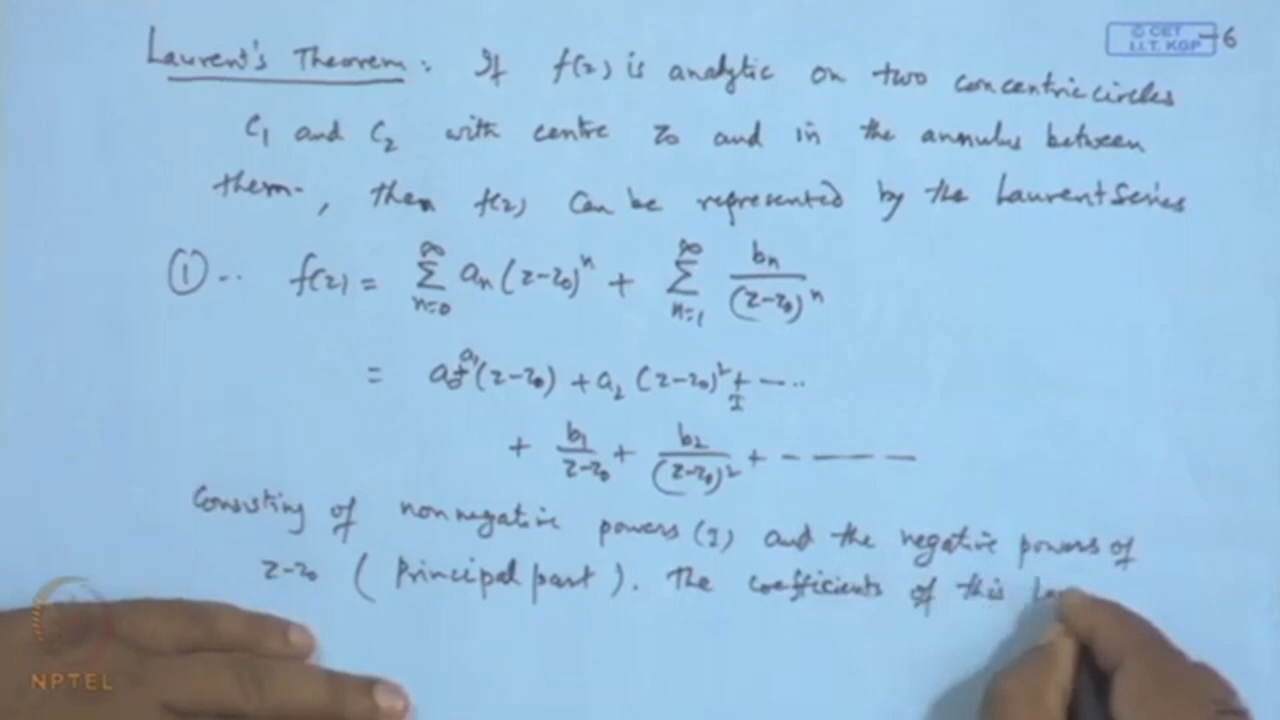 © CET
I.I.T. KGP
-6
Laurent's Theorem : If f(z) is analytic on two concentric circles
C₁ and C₂ with centre z₀ and in the annulus between
them, then f(z) can be represented by the Laurent Series
① .. f(z) = ∑_{n=0}^{∞} aₙ (z-z₀)ⁿ + ∑_{n=1}^{∞} bₙ/(z-z₀)ⁿ
= a₀ + a₁ (z-z₀) + a₂ (z-z₀)² + ----
I
+ b₁/(z-z₀) + b₂/(z-z₀)² + -----
Consisting of nonnegative powers (I) and the negative powers of
z-z₀ ( Principal part ). The coefficients of this
NPTEL